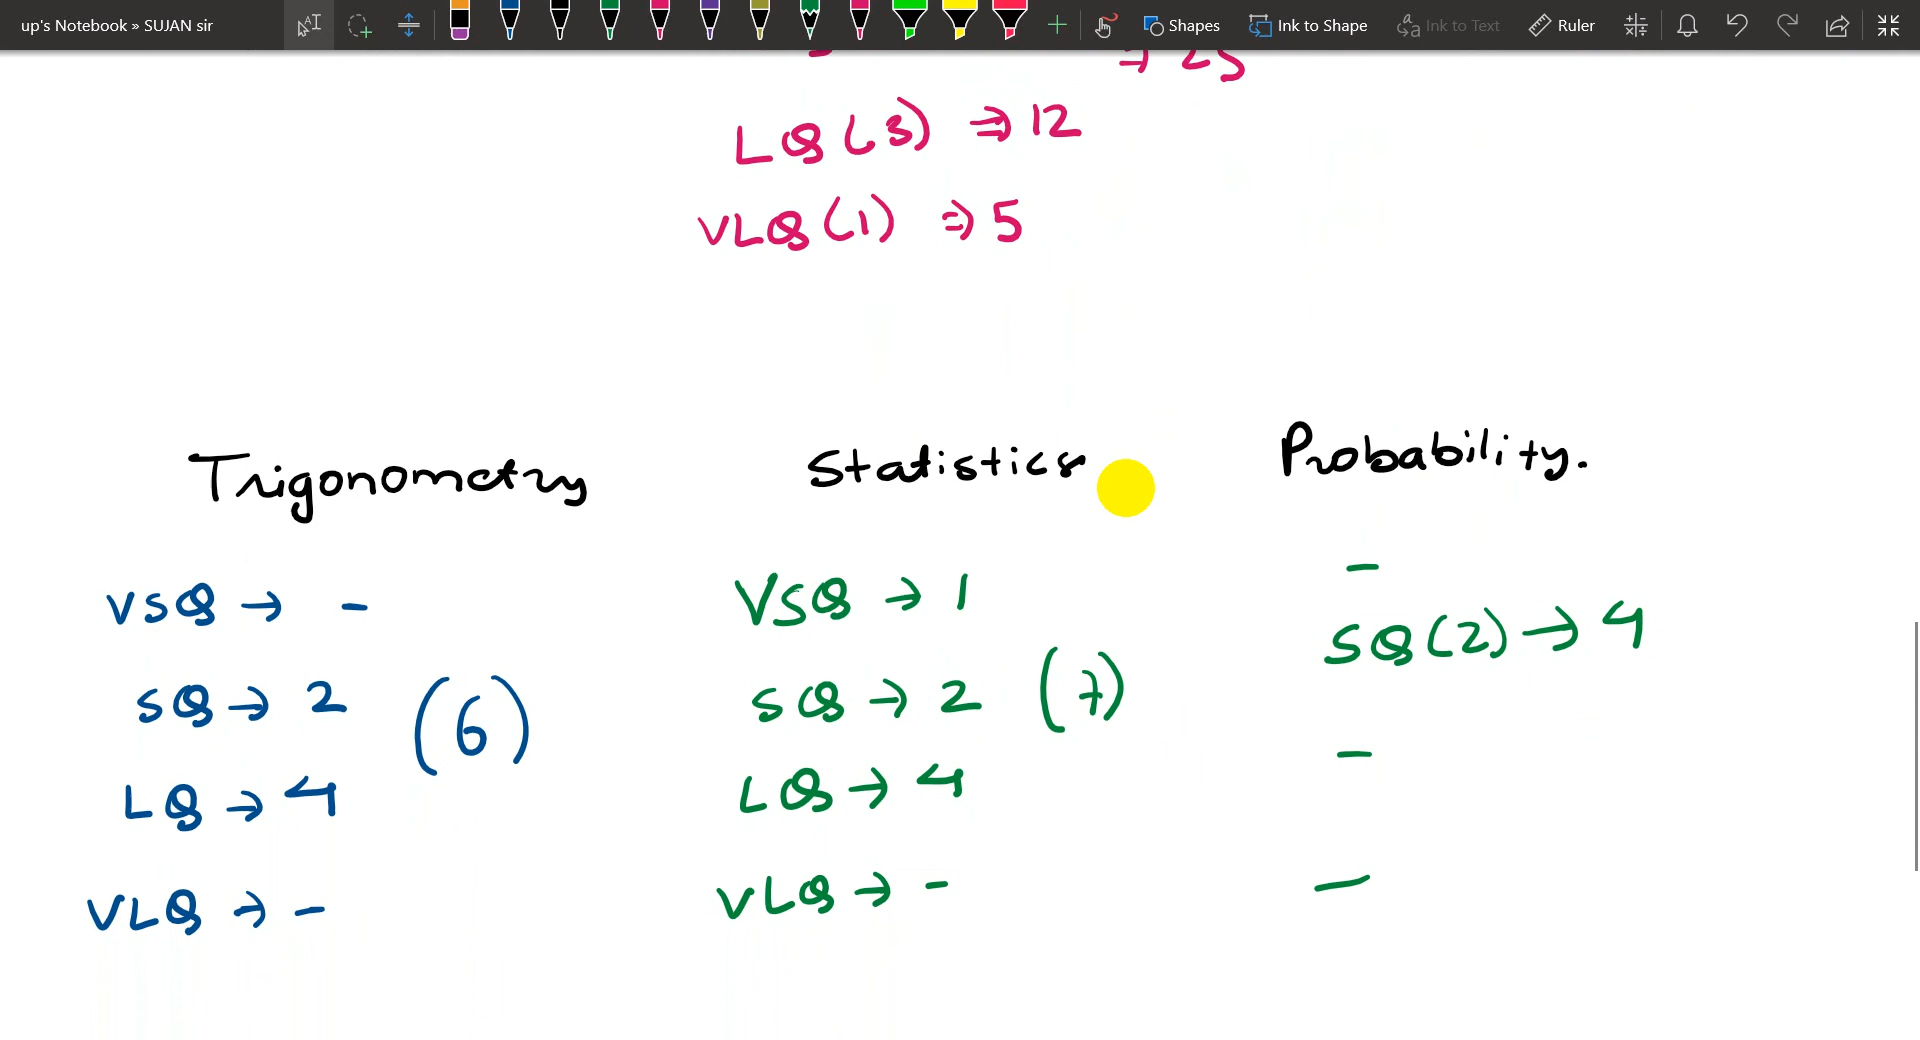 up's Notebook » SUJAN sir
Shapes
Ink to Shape
Ink to Text
Ruler
⇒ 25
LQ (3) ⇒ 12
VLQ (1) ⇒ 5
Trigonometry
Statistics
Probability.
VSQ → -
SQ → 2
(6)
LQ → 4
VLQ → -
VSQ → 1
SQ → 2
(7)
LQ → 4
VLQ → -
-
SQ (2) → 4
-
-